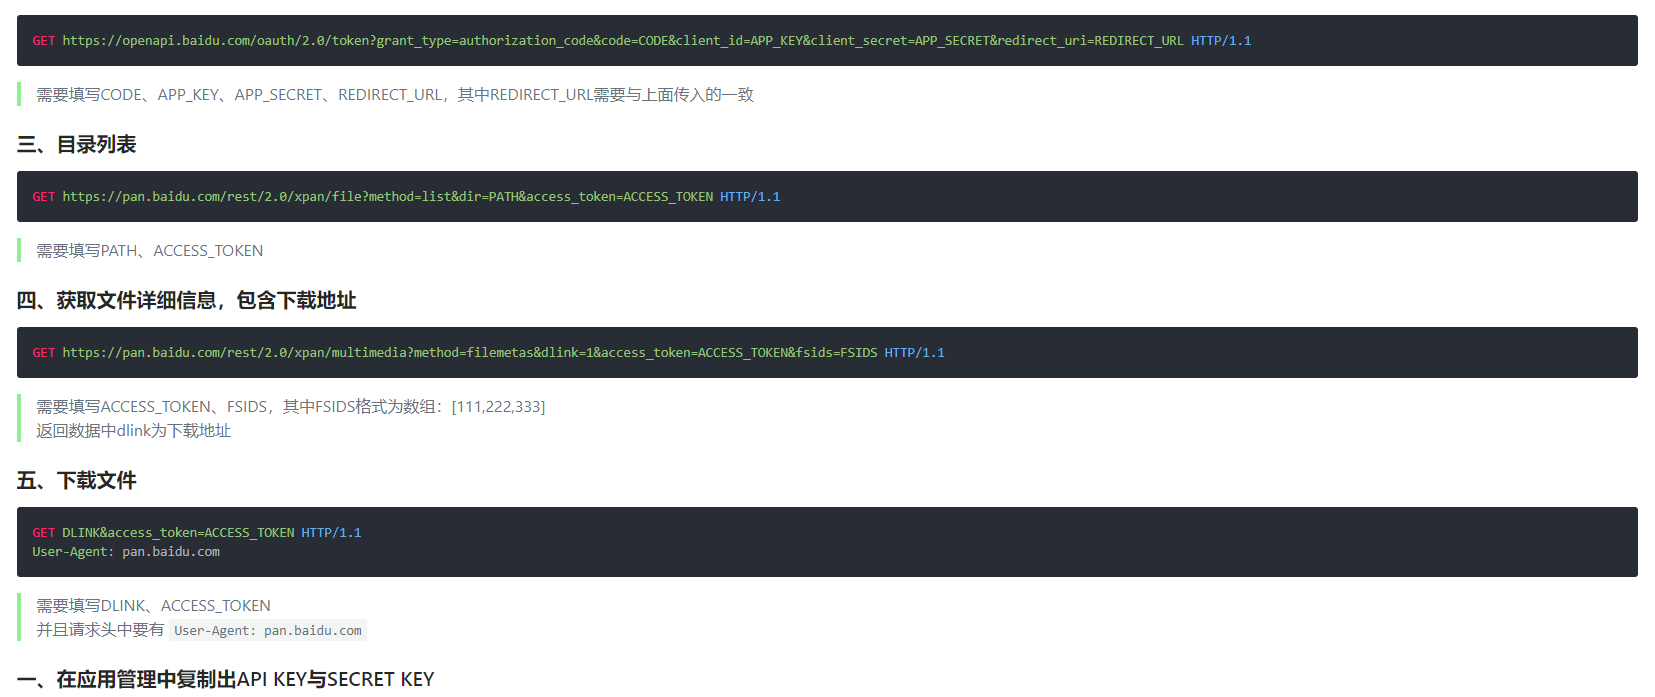 GET https://openapi.baidu.com/oauth/2.0/token?grant_type=authorization_code&code=CODE&client_id=APP_KEY&client_secret=APP_SECRET&redirect_uri=REDIRECT_URL HTTP/1.1
需要填写CODE、APP_KEY、APP_SECRET、REDIRECT_URL，其中REDIRECT_URL需要与上面传入的一致
三、目录列表
GET https://pan.baidu.com/rest/2.0/xpan/file?method=list&dir=PATH&access_token=ACCESS_TOKEN HTTP/1.1
需要填写PATH、ACCESS_TOKEN
四、获取文件详细信息，包含下载地址
GET https://pan.baidu.com/rest/2.0/xpan/multimedia?method=filemetas&dlink=1&access_token=ACCESS_TOKEN&fsids=FSIDS HTTP/1.1
需要填写ACCESS_TOKEN、FSIDS，其中FSIDS格式为数组：[111,222,333]
返回数据中dlink为下载地址
五、下载文件
GET DLINK&access_token=ACCESS_TOKEN HTTP/1.1
User-Agent: pan.baidu.com
需要填写DLINK、ACCESS_TOKEN
并且请求头中要有 User-Agent: pan.baidu.com
一、在应用管理中复制出API KEY与SECRET KEY